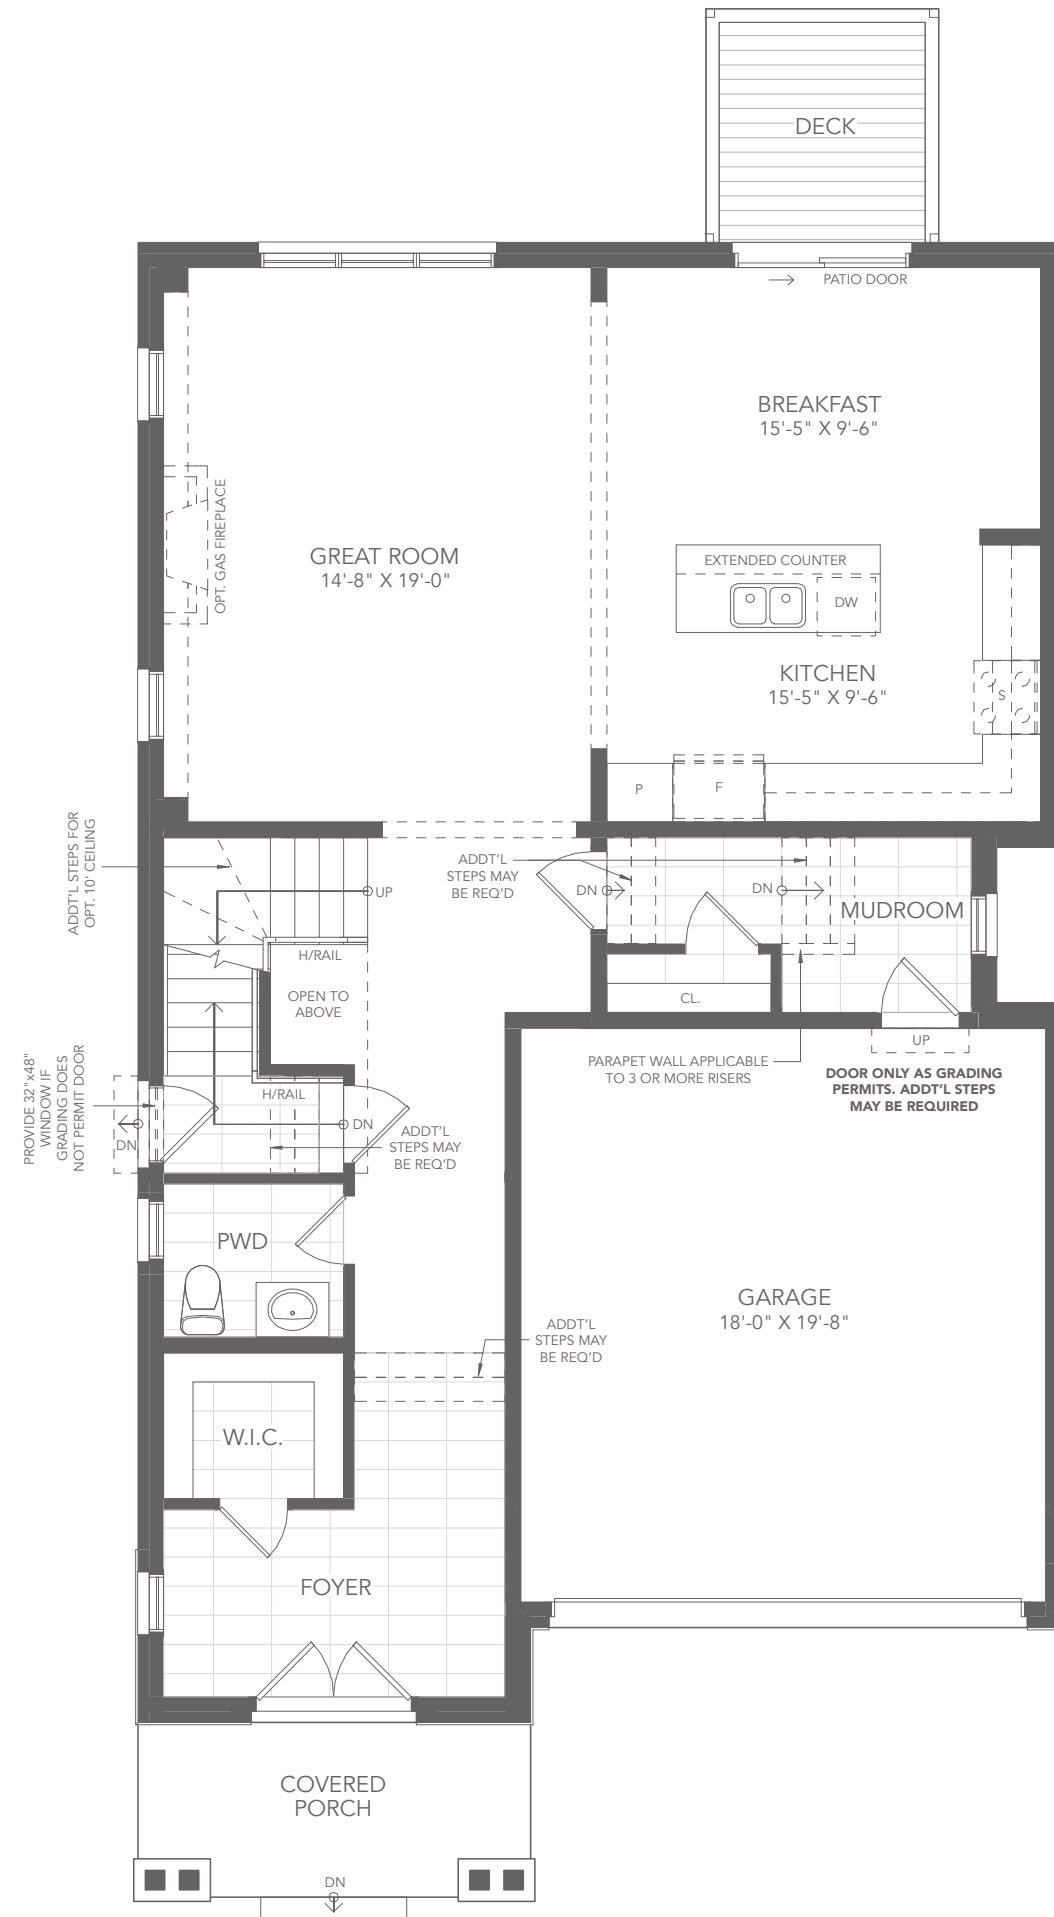 DECK
PATIO DOOR
BREAKFAST
15'-5" X 9'-6"
OPT. GAS FIREPLACE
GREAT ROOM
14'-8" X 19'-0"
EXTENDED COUNTER
DW
KITCHEN
15'-5" X 9'-6"
S
P
F
ADDT'L STEPS FOR
OPT. 10' CEILING
UP
ADDT'L
STEPS MAY
BE REQ'D
DN
DN
MUDROOM
H/RAIL
OPEN TO
ABOVE
CL.
UP
PARAPET WALL APPLICABLE
TO 3 OR MORE RISERS
DOOR ONLY AS GRADING
PERMITS. ADDT'L STEPS
MAY BE REQUIRED
PROVIDE 32"x48"
WINDOW IF
GRADING DOES
NOT PERMIT DOOR
DN
H/RAIL
DN
ADDT'L
STEPS MAY
BE REQ'D
PWD
GARAGE
18'-0" X 19'-8"
ADDT'L
STEPS MAY
BE REQ'D
W.I.C.
FOYER
COVERED
PORCH
DN